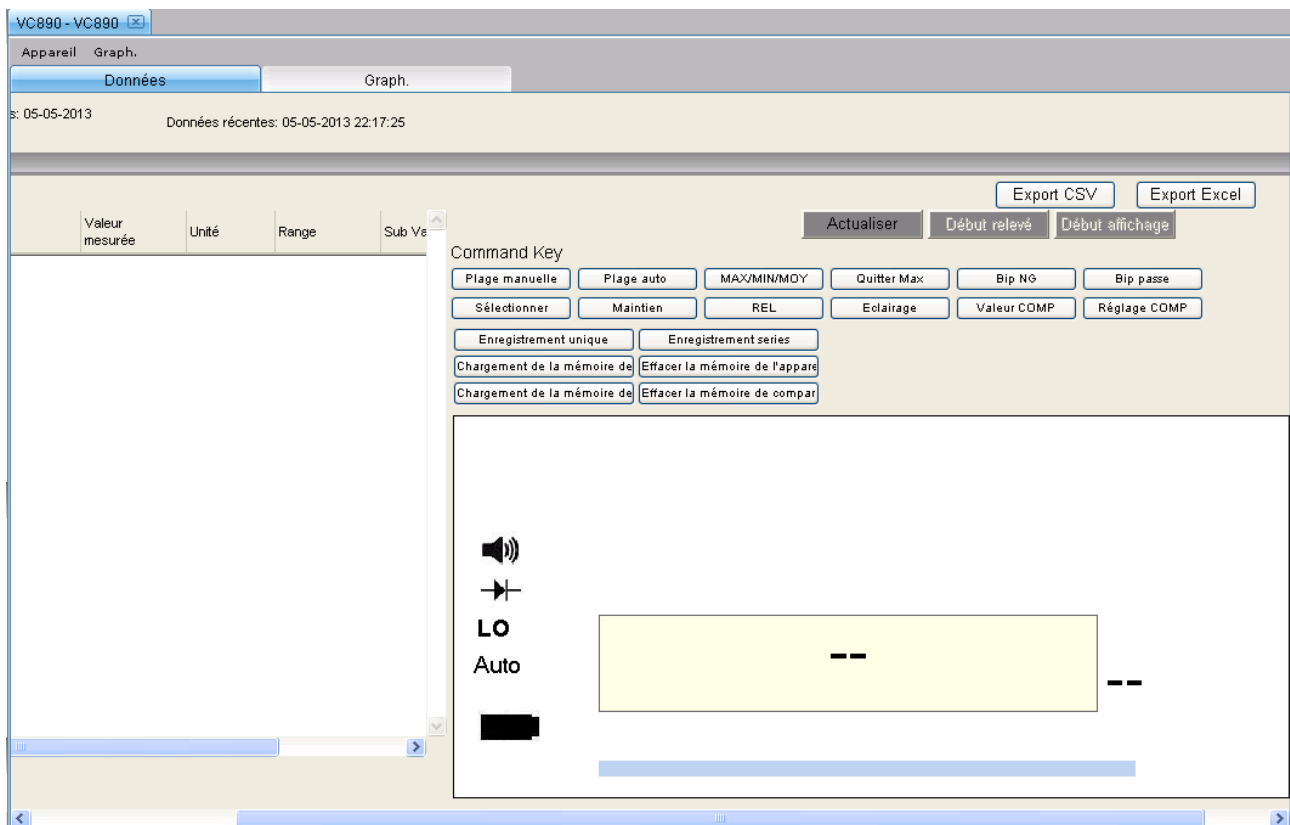 VC890 - VC890
Appareil Graph.
Données Graph.
s: 05-05-2013 Données récentes: 05-05-2013 22:17:25
Export CSV Export Excel
Valeur mesurée Unité Range Sub Va
Actualiser Début relevé Début affichage
Command Key
Plage manuelle Plage auto MAX/MIN/MOY Quitter Max Bip NG Bip passe
Sélectionner Maintien REL Eclairage Valeur COMP Réglage COMP
Enregistrement unique Enregistrement series
Chargement de la mémoire de Effacer la mémoire de l'appare
Chargement de la mémoire de Effacer la mémoire de compar
LO
Auto
--
--